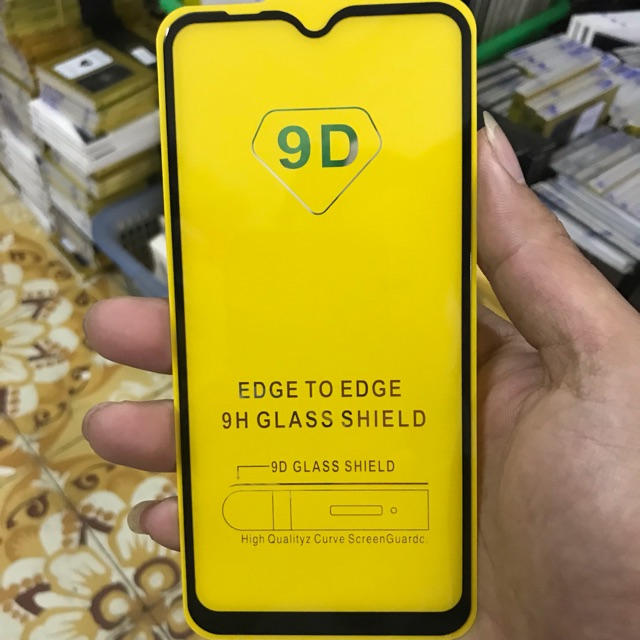 9D
EDGE TO EDGE
9H GLASS SHIELD
9D GLASS SHIELD
High Qualityz Curve ScreenGuardc.